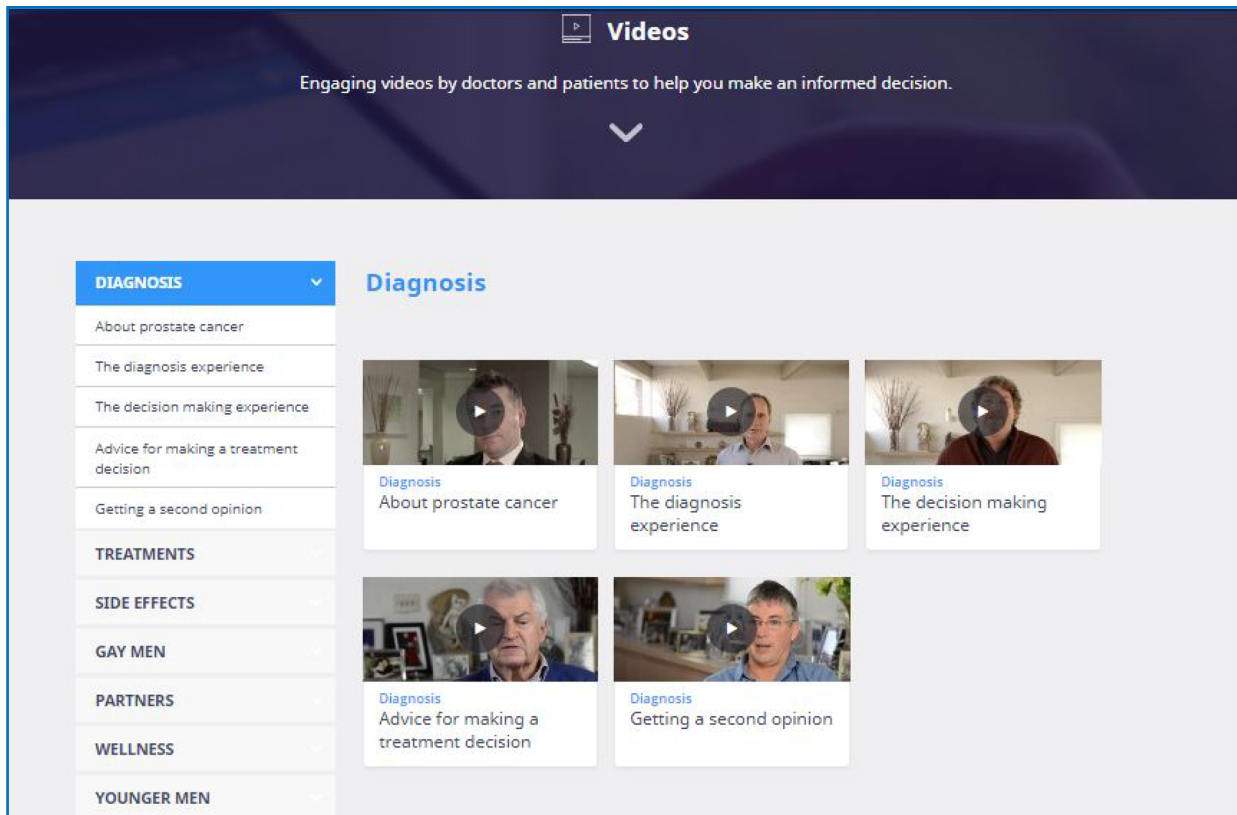 Videos
Engaging videos by doctors and patients to help you make an informed decision.
DIAGNOSIS
About prostate cancer
The diagnosis experience
The decision making experience
Advice for making a treatment
decision
Getting a second opinion
TREATMENTS
SIDE EFFECTS
GAY MEN
PARTNERS
WELLNESS
YOUNGER MEN
Diagnosis
Diagnosis
About prostate cancer
Diagnosis
The diagnosis
experience
Diagnosis
The decision making
experience
Diagnosis
Advice for making a
treatment decision
Diagnosis
Getting a second opinion